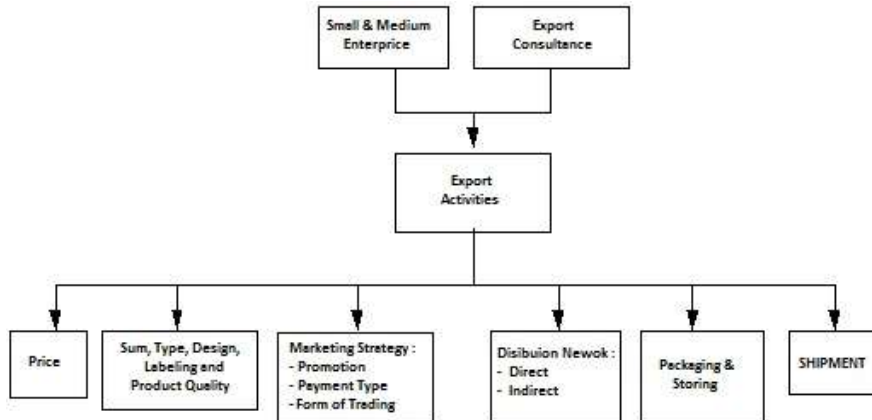 Small & Medium
Enterprice
Export
Consultance
Export
Activities
Price
Sum, Type, Design,
Labeling and
Product Quality
Marketing Strategy :
- Promotion
- Payment Type
-Form of Trading
Disibuion Newok :
- Direct
- Indirect
Packaging &
Storing
SHIPMENT